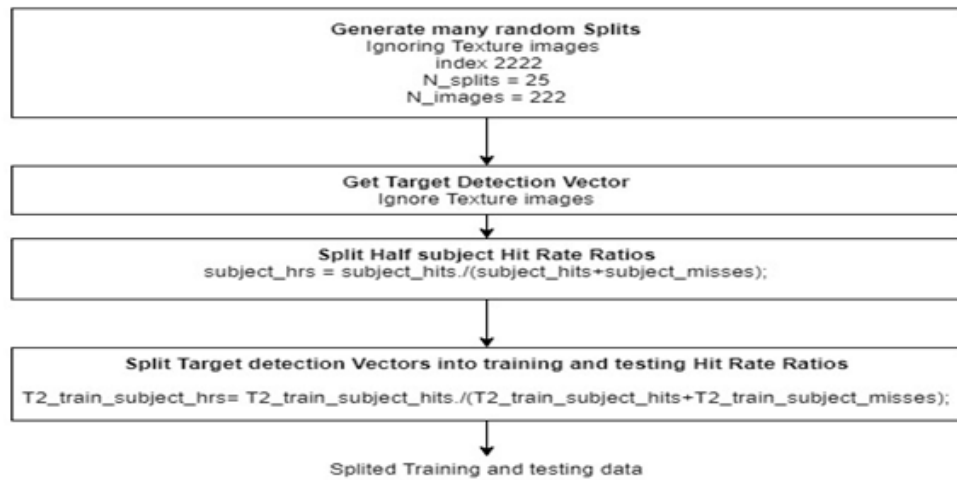 Generate many random Splits
Ignoring Texture images
index 2222
N_splits = 25
N_images = 222
Get Target Detection Vector
Ignore Texture images
Split Half subject Hit Rate Ratios
subject_hrs = subject_hits./(subject_hits+subject_misses);
Split Target detection Vectors into training and testing Hit Rate Ratios
T2_train_subject_hrs= T2_train_subject_hits./(T2_train_subject_hits+T2_train_subject_misses);
Splited Training and testing data